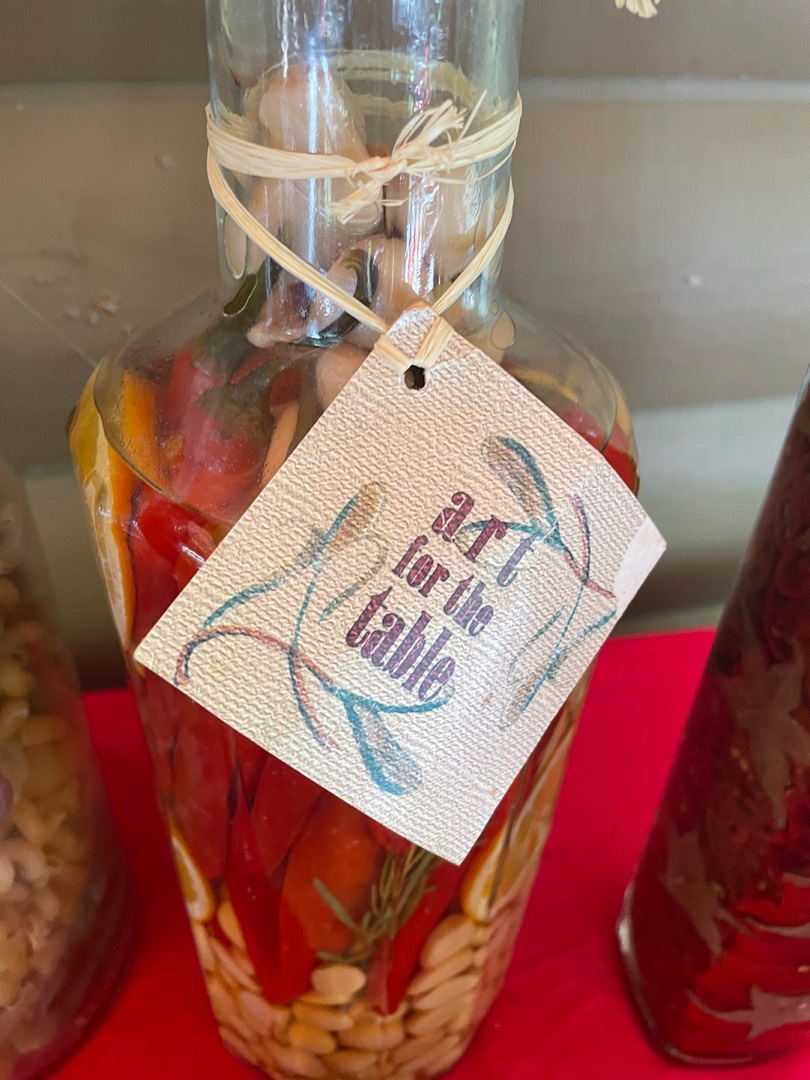 art
for the
table